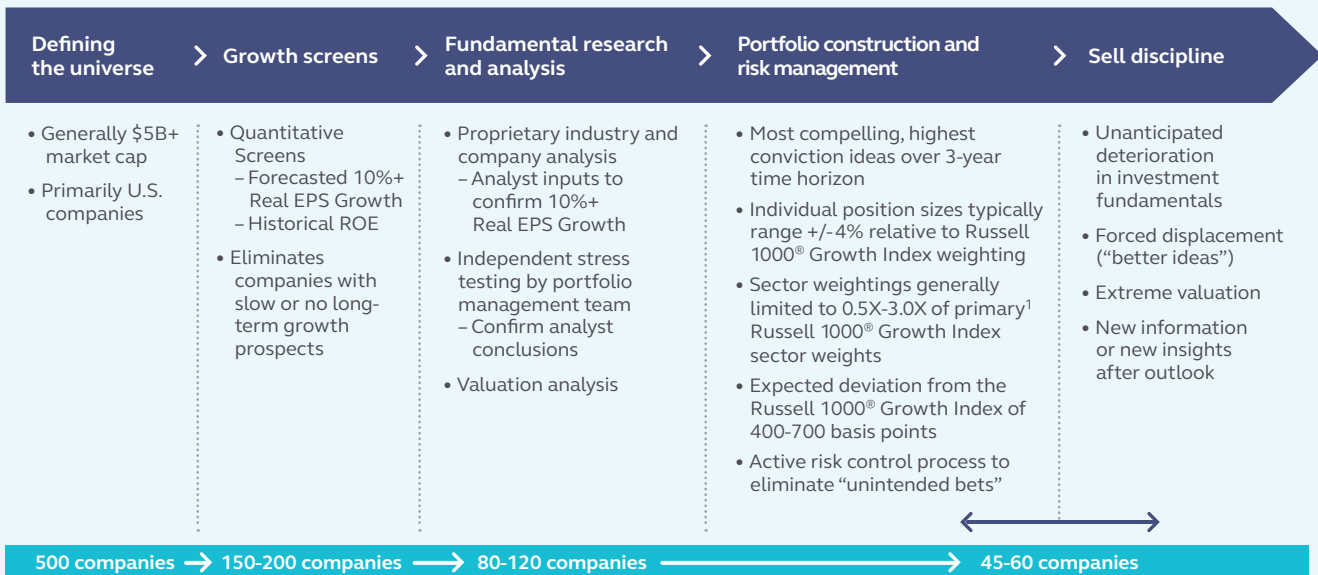 Defining
the universe
Growth screens
Fundamental research
and analysis
Portfolio construction and
risk management
Sell discipline
• Generally $5B+
market cap
• Primarily U.S.
companies
• Quantitative
Screens
– Forecasted 10%+
Real EPS Growth
– Historical ROE
• Eliminates
companies with
slow or no long-
term growth
prospects
• Proprietary industry and
company analysis
– Analyst inputs to
confirm 10%+
Real EPS Growth
• Independent stress
testing by portfolio
management team
– Confirm analyst
conclusions
• Valuation analysis
• Most compelling, highest
conviction ideas over 3-year
time horizon
• Individual position sizes typically
range +/-4% relative to Russell
1000® Growth Index weighting
• Sector weightings generally
limited to 0.5X-3.0X of primary¹
Russell 1000® Growth Index
sector weights
• Expected deviation from the
Russell 1000® Growth Index of
400-700 basis points
• Active risk control process to
eliminate “unintended bets”
• Unanticipated
deterioration
in investment
fundamentals
• Forced displacement
(“better ideas”)
• Extreme valuation
• New information
or new insights
after outlook
500 companies → 150-200 companies → 80-120 companies → 45-60 companies